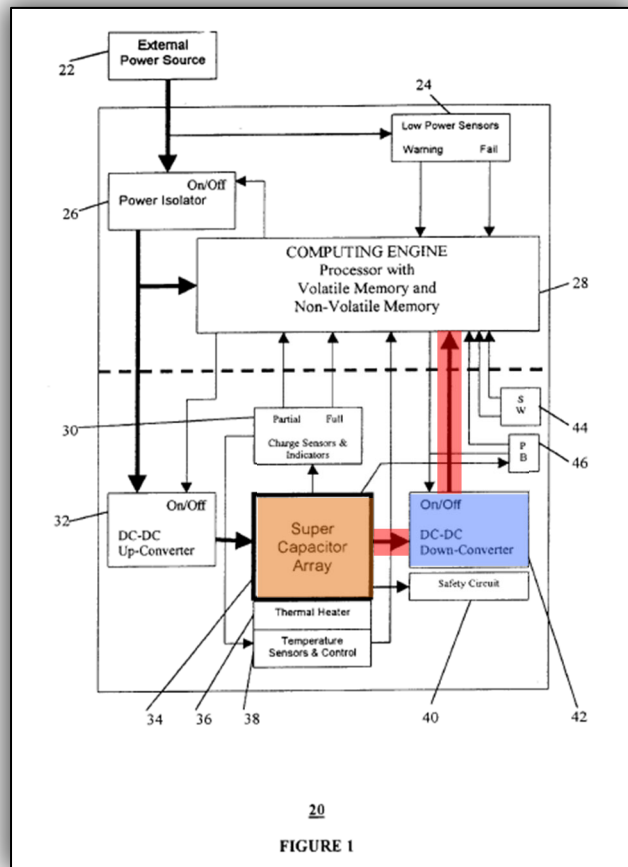 External
Power Source
22
24
Low Power Sensors
Warning Fail
On/Off
Power Isolator
26
COMPUTING ENGINE
Processor with
Volatile Memory and
Non-Volatile Memory
28
30
Partial Full
Charge Sensors &
Indicators
S
W
44
P
B
46
32
On/Off
DC-DC
Up-Converter
Super
Capacitor
Array
On/Off
DC-DC
Down-Converter
Safety Circuit
Thermal Heater
Temperature
Sensors & Control
34
36
38
40
42
20
FIGURE 1